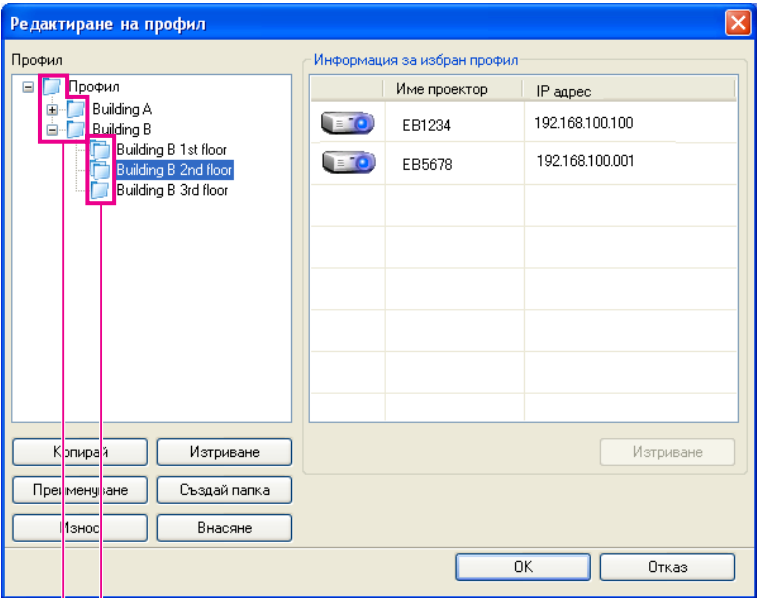 Редактиране на профил
Профил
Профил
Building A
Building B
Building B 1st floor
Building B 2nd floor
Building B 3rd floor
Информация за избран профил
Име проектор IP адрес
EB1234 192.168.100.100
EB5678 192.168.100.001
Копирай Изтриване
Преименуване Създай папка
Износ Внасяне
Изтриване
OK Отказ